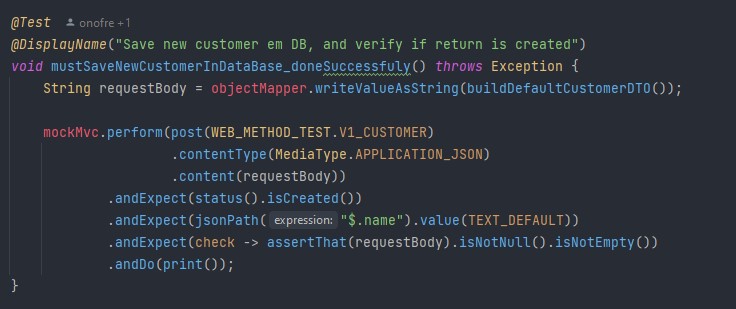 @Test onofre +1
@DisplayName("Save new customer em DB, and verify if return is created")
void mustSaveNewCustomerInDataBase_doneSuccessfuly() throws Exception {
    String requestBody = objectMapper.writeValueAsString(buildDefaultCustomerDTO());

    mockMvc.perform(post(WEB_METHOD_TEST.V1_CUSTOMER)
                    .contentType(MediaType.APPLICATION_JSON)
                    .content(requestBody))
            .andExpect(status().isCreated())
            .andExpect(jsonPath( expression: "$.name").value(TEXT_DEFAULT))
            .andExpect(check -> assertThat(requestBody).isNotNull().isNotEmpty())
            .andDo(print());
}